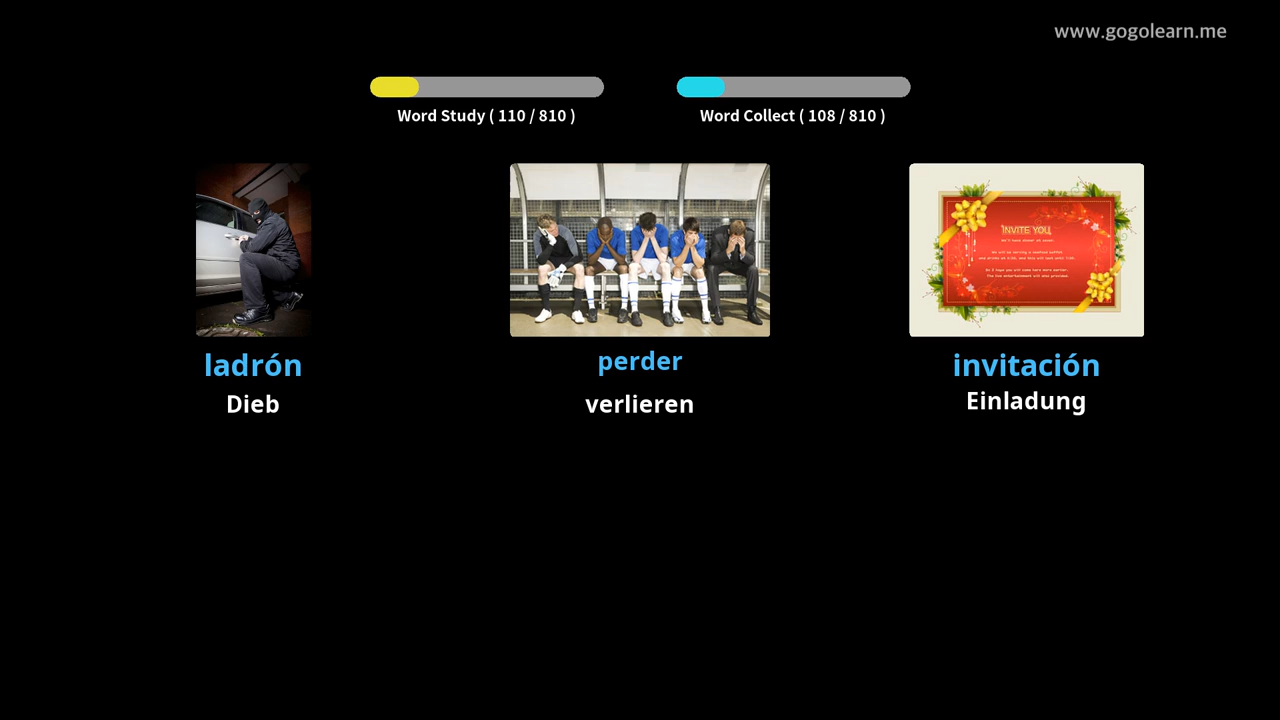 www.gogolearn.me
Word Study ( 110 / 810 )
Word Collect ( 108 / 810 )
INVITE YOU
ladrón
perder
invitación
Dieb
verlieren
Einladung